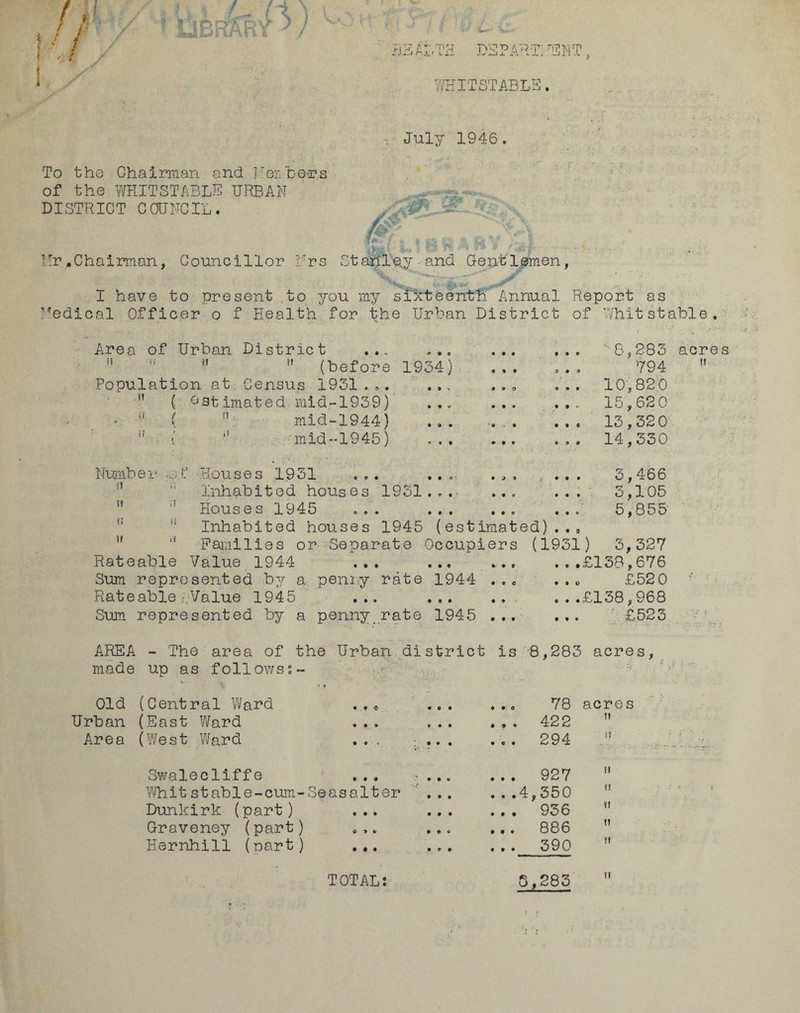 LIBRARY
HEALTH DEPARTMENT,
WHITSTABLE.
July 1946.
To the Chairman and Members
of the WHITSTABLE URBAN
DISTRICT COUNCIL.
LIBRARY
Mr.Chairman, Councillor Mrs Stanley and Gentlemen,
I have to present to you my sixteenth Annual Report as
Medical Officer o f Health for the Urban District of Whitstable.
Area of Urban District ... ... ... ... 8,283 acres
" " " " (before 1934) ... ... 794 "
Population at Census 1931... ... ... ... 10,820
" ( estimated mid-1939) ... ... ... 15,620
" ( " mid-1944) ... ... ... 13,320
" ( " mid-1945) ... ... ... 14,330
Number of Houses 1931 ... ... ... ... 3,466
" " Inhabited houses 1931... ... ... 3,105
" " Houses 1945 ... ... ... ... 5,855
" " Inhabited houses 1945 (estimated)...
" " Families or Separate Occupiers (1931) 3,327
Rateable Value 1944 ... ... ... ...£138,676
Sum represented by a penny rate 1944 ... ... £520
Rateable Value 1945 ... ... .. ...£138,968
Sum represented by a penny rate 1945 ... ... £523
AREA - The area of the Urban district is 8,283 acres,
made up as follows:-
Old (Central Ward ... ... ... 78 acres
Urban (East Ward ... ... ... 422 "
Area (West Ward ... ... ... 294 "
Swalecliffe ... ... ... 927 "
Whitstable-cum-Seasalter ... ...4,350 "
Dunkirk (part) ... ... ... 936 "
Graveney (part) ... ... ... 886 "
Hernhill (part) ... ... ... 390 "
TOTAL: 8,283 "